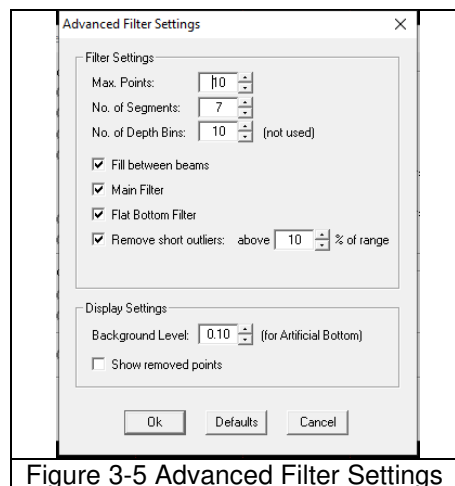 Advanced Filter Settings
Filter Settings
Max. Points: 10
No. of Segments: 7
No. of Depth Bins: 10 (not used)
Fill between beams
Main Filter
Flat Bottom Filter
Remove short outliers: above 10 % of range
Display Settings
Background Level: 0.10 (for Artificial Bottom)
Show removed points
Ok Defaults Cancel
Figure 3-5 Advanced Filter Settings